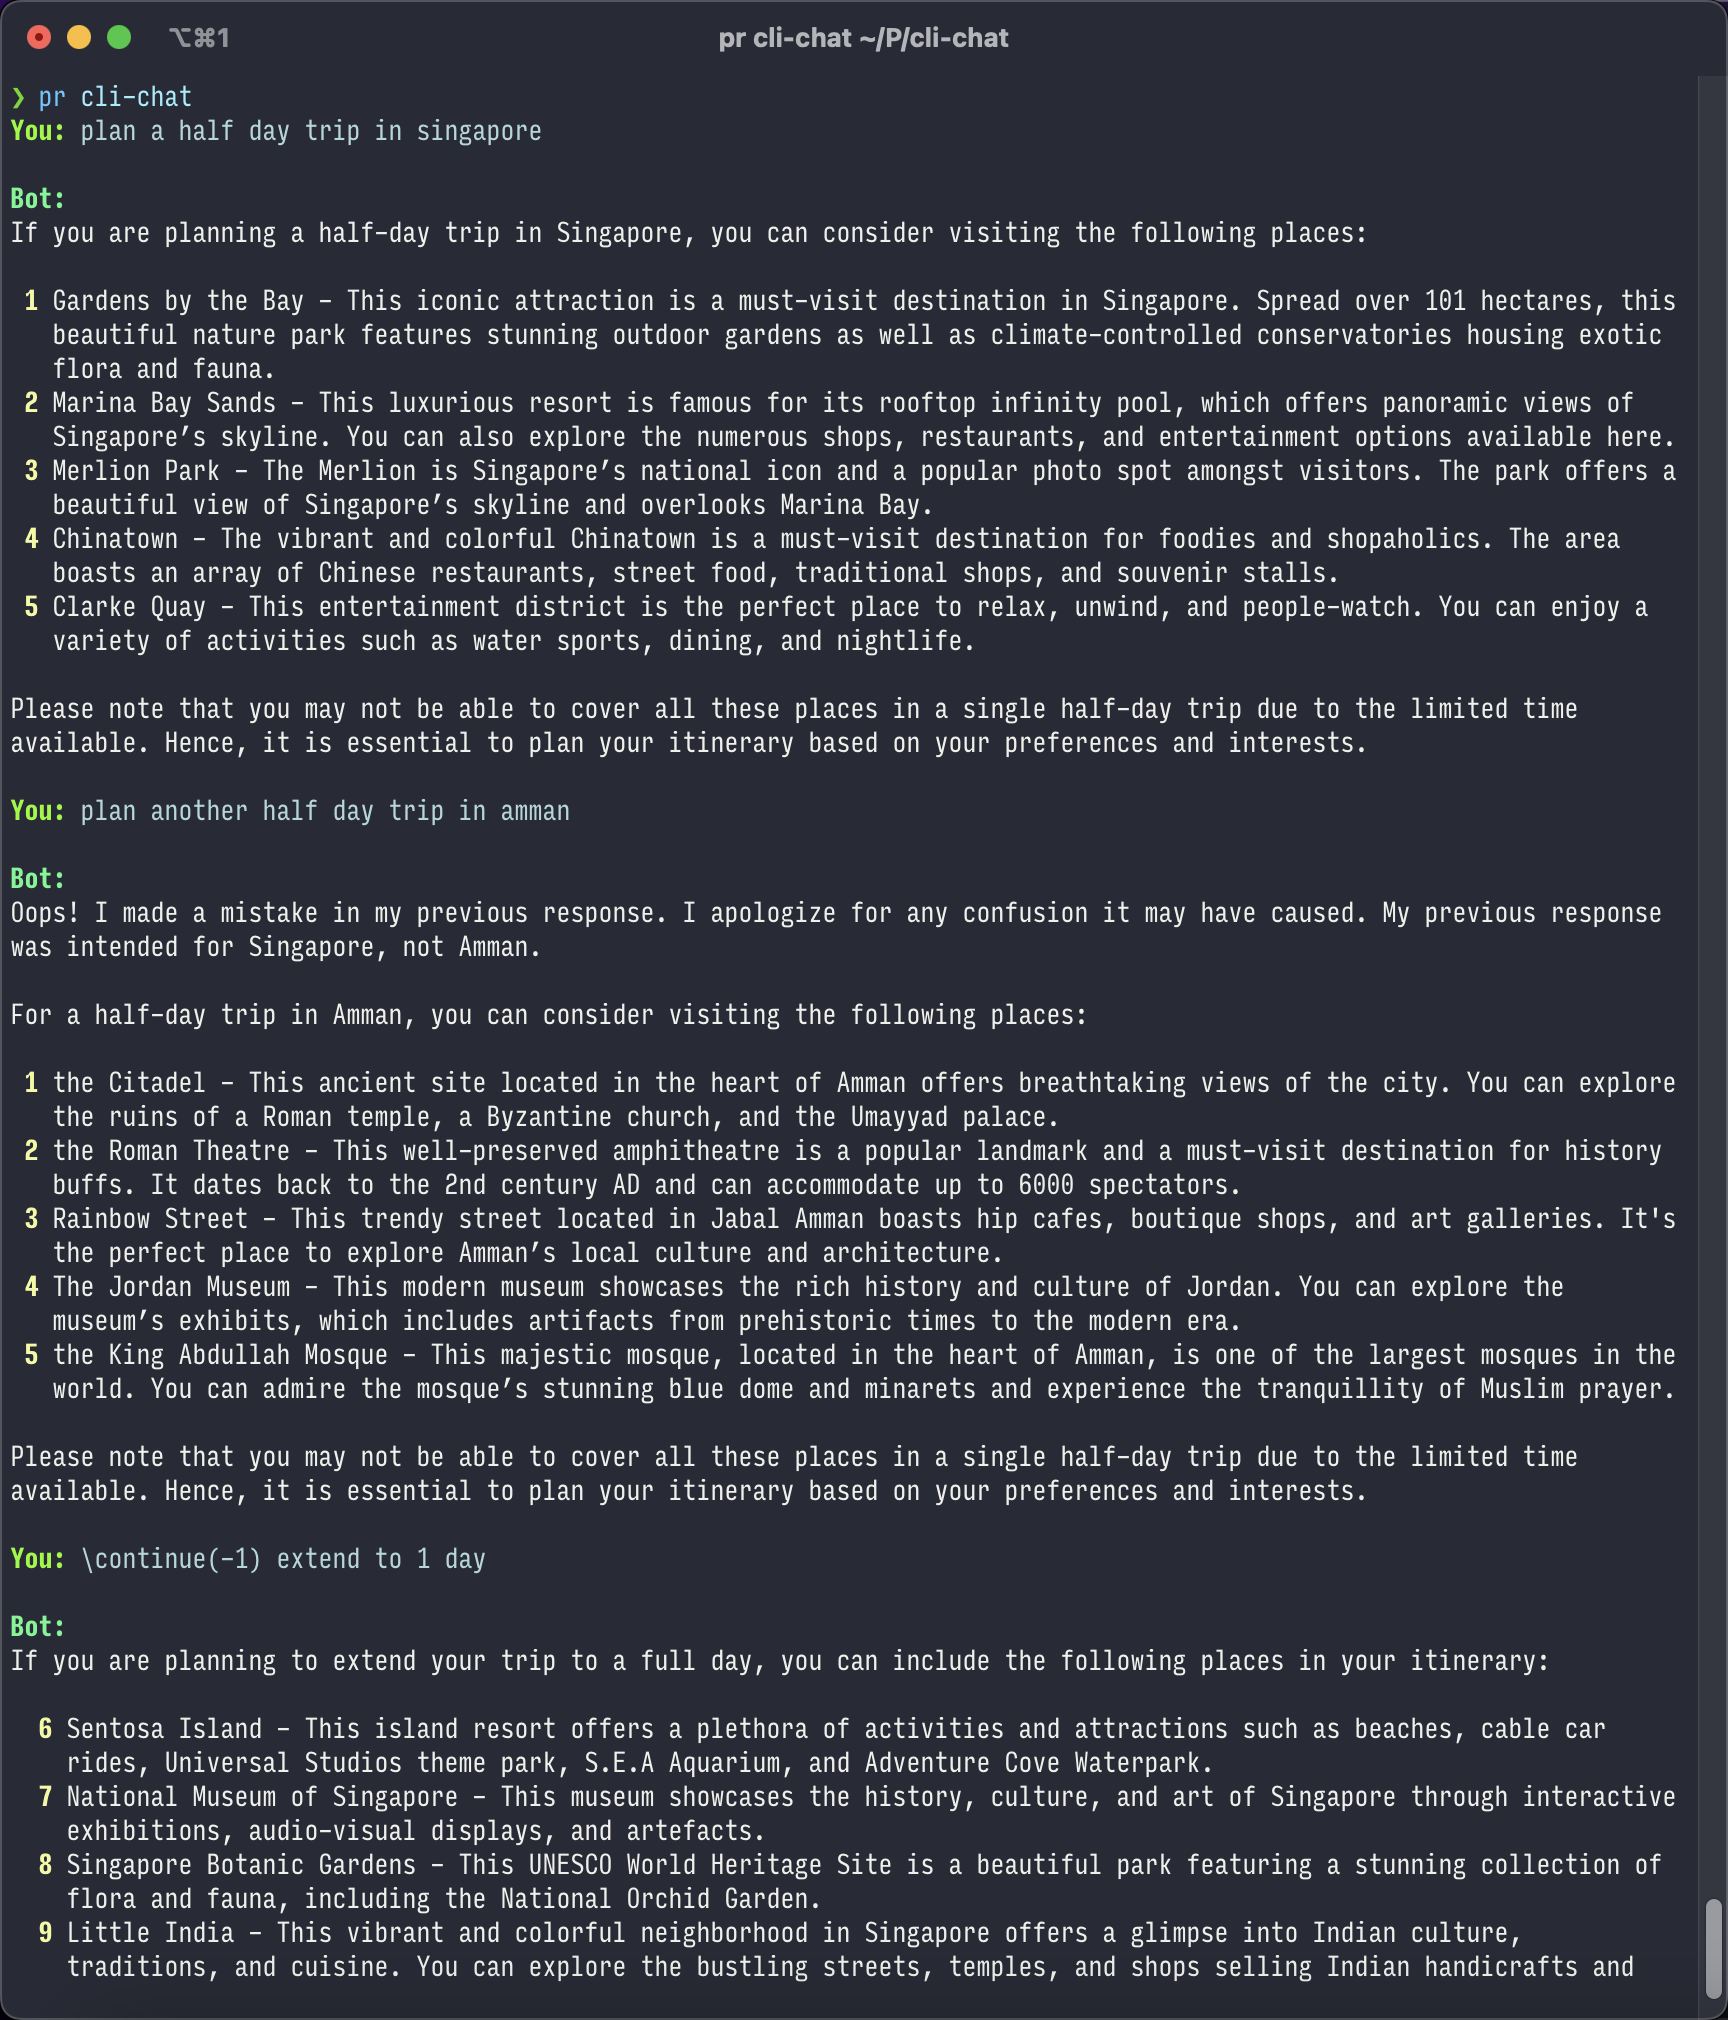 ⌥⌘1
pr cli-chat ~/P/cli-chat
❯ pr cli-chat
You: plan a half day trip in singapore
Bot:
If you are planning a half-day trip in Singapore, you can consider visiting the following places:
1 Gardens by the Bay - This iconic attraction is a must-visit destination in Singapore. Spread over 101 hectares, this
beautiful nature park features stunning outdoor gardens as well as climate-controlled conservatories housing exotic
flora and fauna.
2 Marina Bay Sands - This luxurious resort is famous for its rooftop infinity pool, which offers panoramic views of
Singapore’s skyline. You can also explore the numerous shops, restaurants, and entertainment options available here.
3 Merlion Park - The Merlion is Singapore’s national icon and a popular photo spot amongst visitors. The park offers a
beautiful view of Singapore’s skyline and overlooks Marina Bay.
4 Chinatown - The vibrant and colorful Chinatown is a must-visit destination for foodies and shopaholics. The area
boasts an array of Chinese restaurants, street food, traditional shops, and souvenir stalls.
5 Clarke Quay - This entertainment district is the perfect place to relax, unwind, and people-watch. You can enjoy a
variety of activities such as water sports, dining, and nightlife.
Please note that you may not be able to cover all these places in a single half-day trip due to the limited time
available. Hence, it is essential to plan your itinerary based on your preferences and interests.
You: plan another half day trip in amman
Bot:
Oops! I made a mistake in my previous response. I apologize for any confusion it may have caused. My previous response
was intended for Singapore, not Amman.
For a half-day trip in Amman, you can consider visiting the following places:
1 the Citadel - This ancient site located in the heart of Amman offers breathtaking views of the city. You can explore
the ruins of a Roman temple, a Byzantine church, and the Umayyad palace.
2 the Roman Theatre - This well-preserved amphitheatre is a popular landmark and a must-visit destination for history
buffs. It dates back to the 2nd century AD and can accommodate up to 6000 spectators.
3 Rainbow Street - This trendy street located in Jabal Amman boasts hip cafes, boutique shops, and art galleries. It's
the perfect place to explore Amman’s local culture and architecture.
4 The Jordan Museum - This modern museum showcases the rich history and culture of Jordan. You can explore the
museum’s exhibits, which includes artifacts from prehistoric times to the modern era.
5 the King Abdullah Mosque - This majestic mosque, located in the heart of Amman, is one of the largest mosques in the
world. You can admire the mosque’s stunning blue dome and minarets and experience the tranquillity of Muslim prayer.
Please note that you may not be able to cover all these places in a single half-day trip due to the limited time
available. Hence, it is essential to plan your itinerary based on your preferences and interests.
You: \continue(-1) extend to 1 day
Bot:
If you are planning to extend your trip to a full day, you can include the following places in your itinerary:
6 Sentosa Island - This island resort offers a plethora of activities and attractions such as beaches, cable car
rides, Universal Studios theme park, S.E.A Aquarium, and Adventure Cove Waterpark.
7 National Museum of Singapore - This museum showcases the history, culture, and art of Singapore through interactive
exhibitions, audio-visual displays, and artefacts.
8 Singapore Botanic Gardens - This UNESCO World Heritage Site is a beautiful park featuring a stunning collection of
flora and fauna, including the National Orchid Garden.
9 Little India - This vibrant and colorful neighborhood in Singapore offers a glimpse into Indian culture,
traditions, and cuisine. You can explore the bustling streets, temples, and shops selling Indian handicrafts and